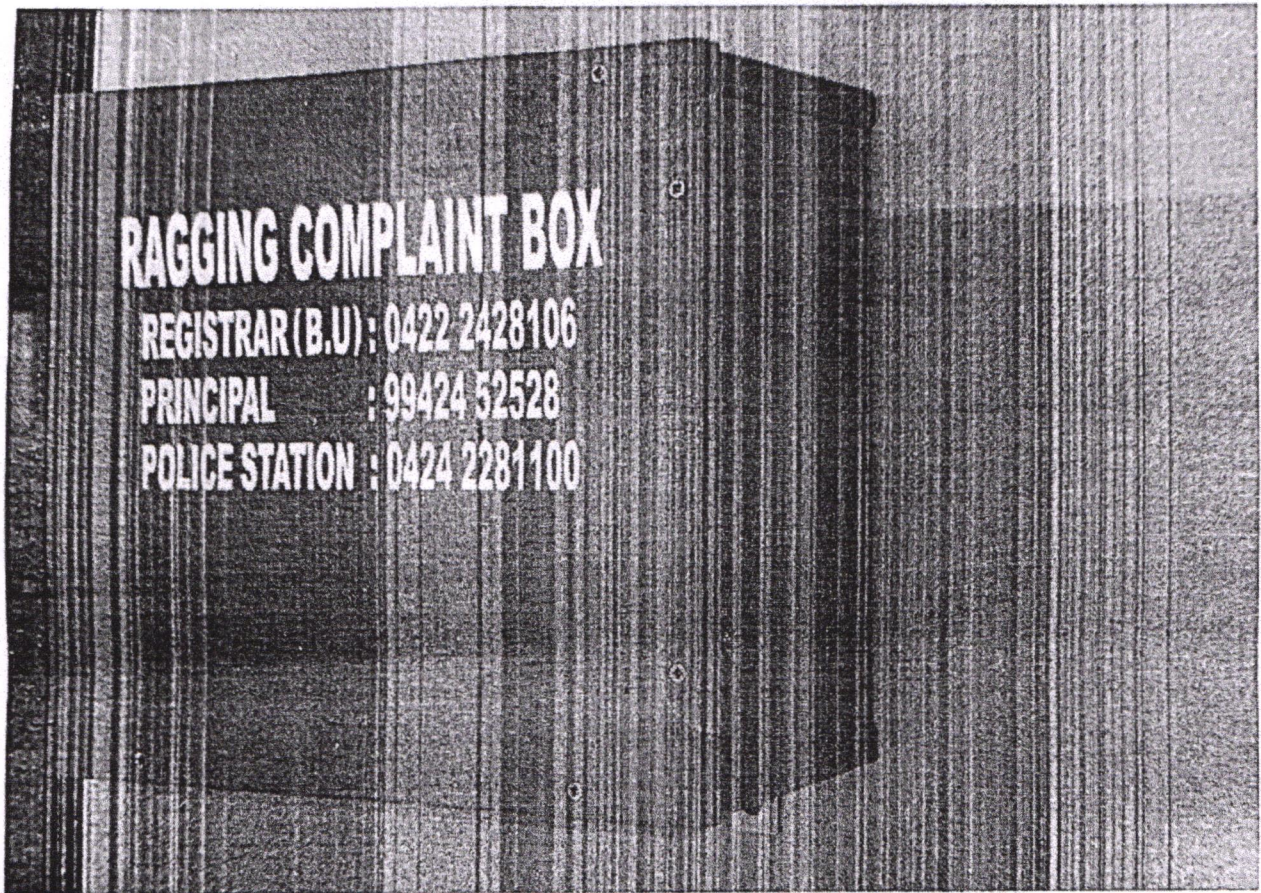 RAGGING COMPLAINT BOX
REGISTRAR (B.U) : 0422 2428106
PRINCIPAL : 99424 52528
POLICE STATION : 0424 2281100